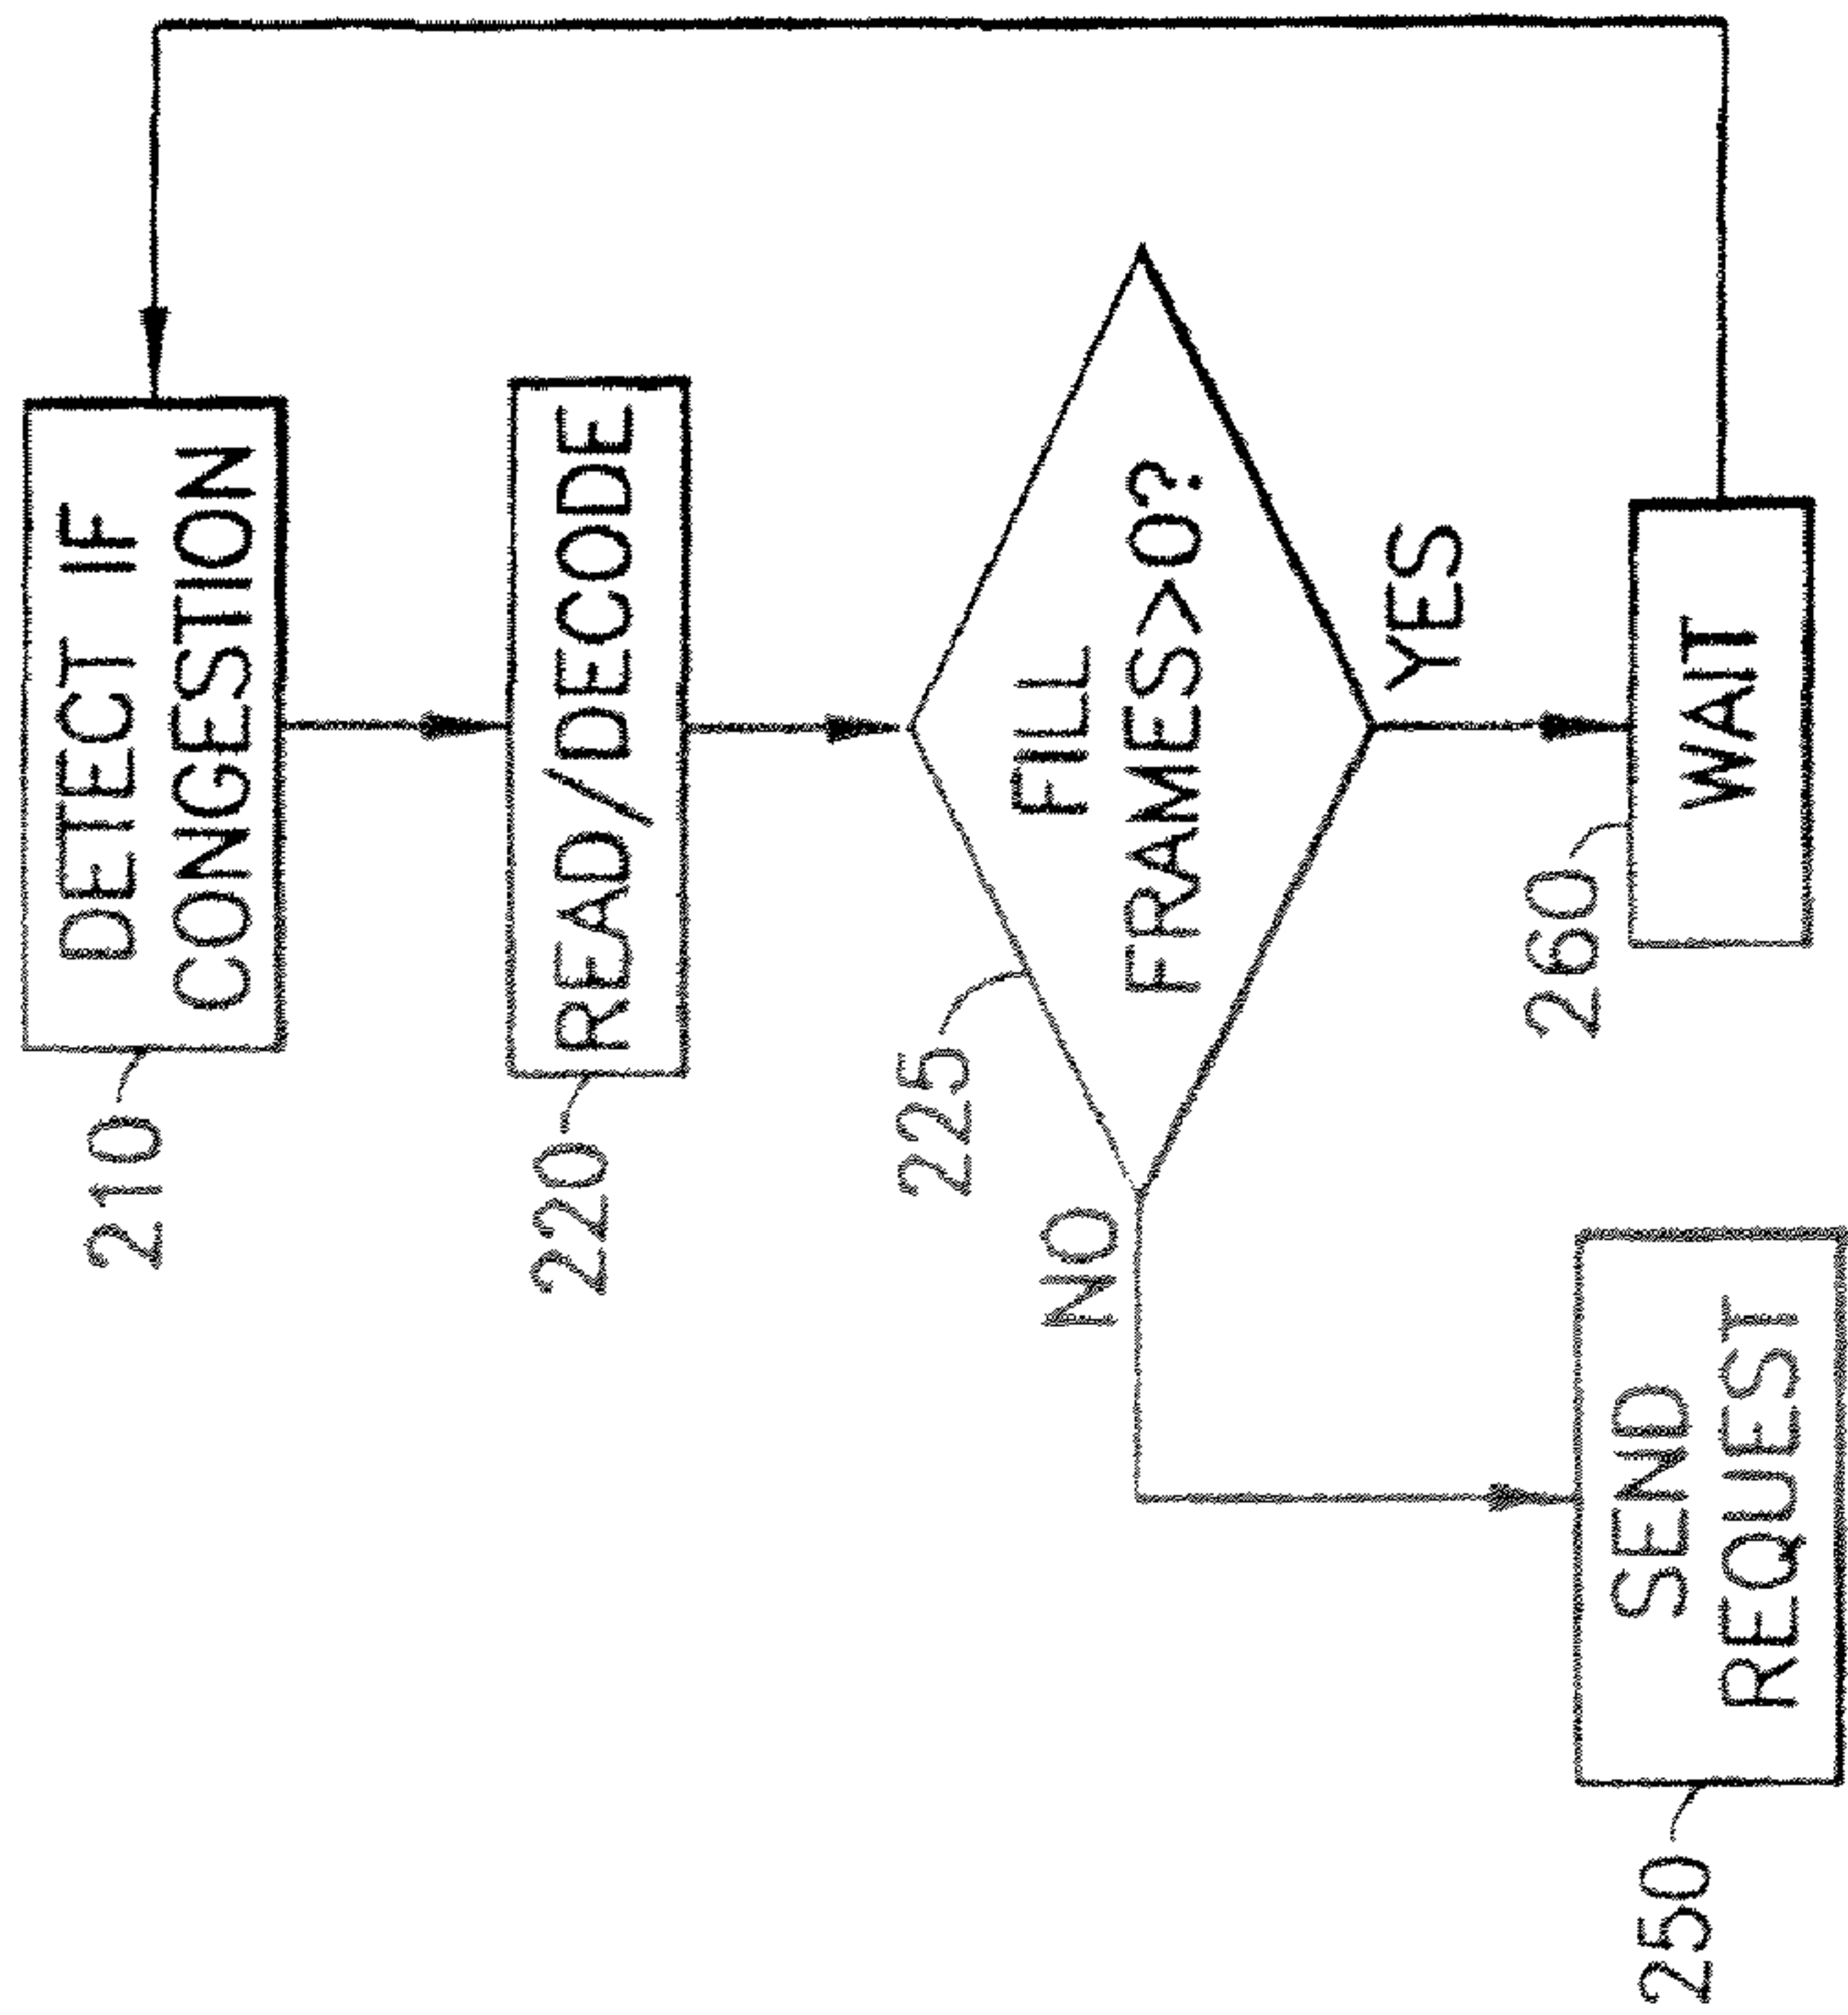 210
DETECT IF
CONGESTION
220
READ/DECODE
225
FILL
FRAMES>0?
NO
YES
250
SEND
REQUEST
260
WAIT